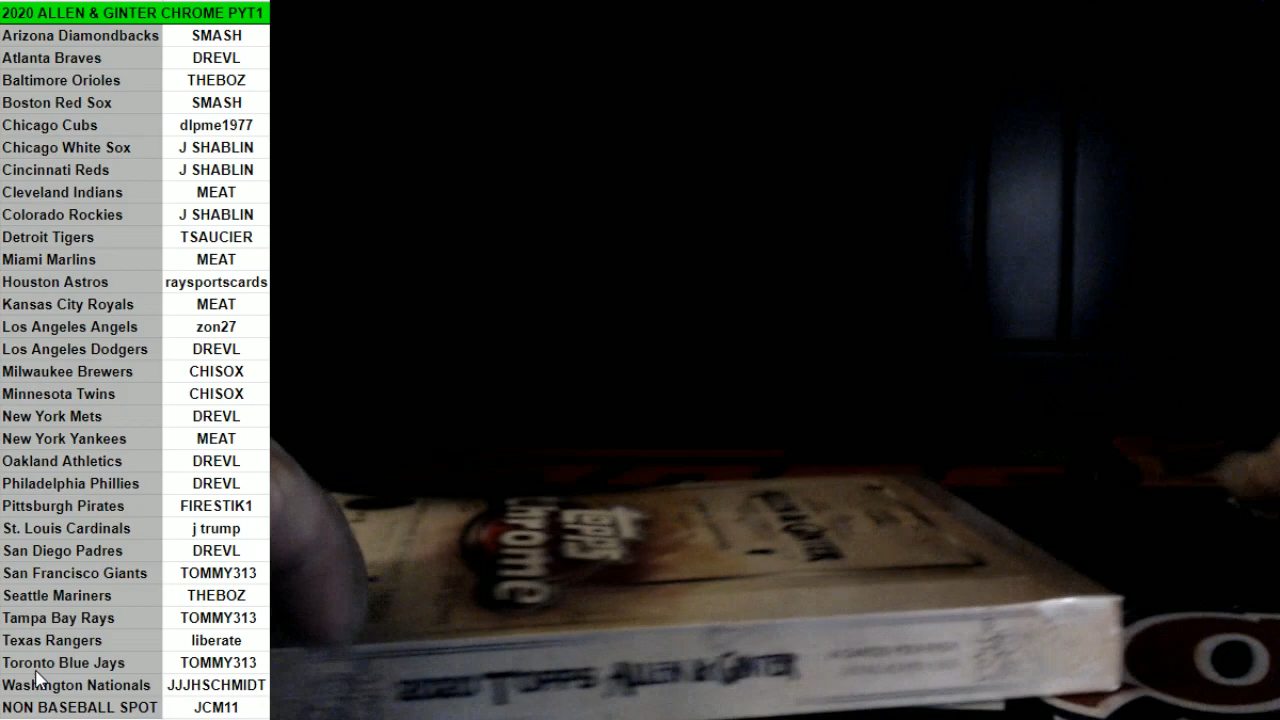 2020 ALLEN & GINTER CHROME PYT1
Arizona Diamondbacks SMASH
Atlanta Braves DREVL
Baltimore Orioles THEBOZ
Boston Red Sox SMASH
Chicago Cubs dlpme1977
Chicago White Sox J SHABLIN
Cincinnati Reds J SHABLIN
Cleveland Indians MEAT
Colorado Rockies J SHABLIN
Detroit Tigers TSAUCIER
Miami Marlins MEAT
Houston Astros raysportscards
Kansas City Royals MEAT
Los Angeles Angels zon27
Los Angeles Dodgers DREVL
Milwaukee Brewers CHISOX
Minnesota Twins CHISOX
New York Mets DREVL
New York Yankees MEAT
Oakland Athletics DREVL
Philadelphia Phillies DREVL
Pittsburgh Pirates FIRESTIK1
St. Louis Cardinals j trump
San Diego Padres DREVL
San Francisco Giants TOMMY313
Seattle Mariners THEBOZ
Tampa Bay Rays TOMMY313
Texas Rangers liberate
Toronto Blue Jays TOMMY313
Washington Nationals JJJHSCHMIDT
NON BASEBALL SPOT JCM11
Topps
chrome